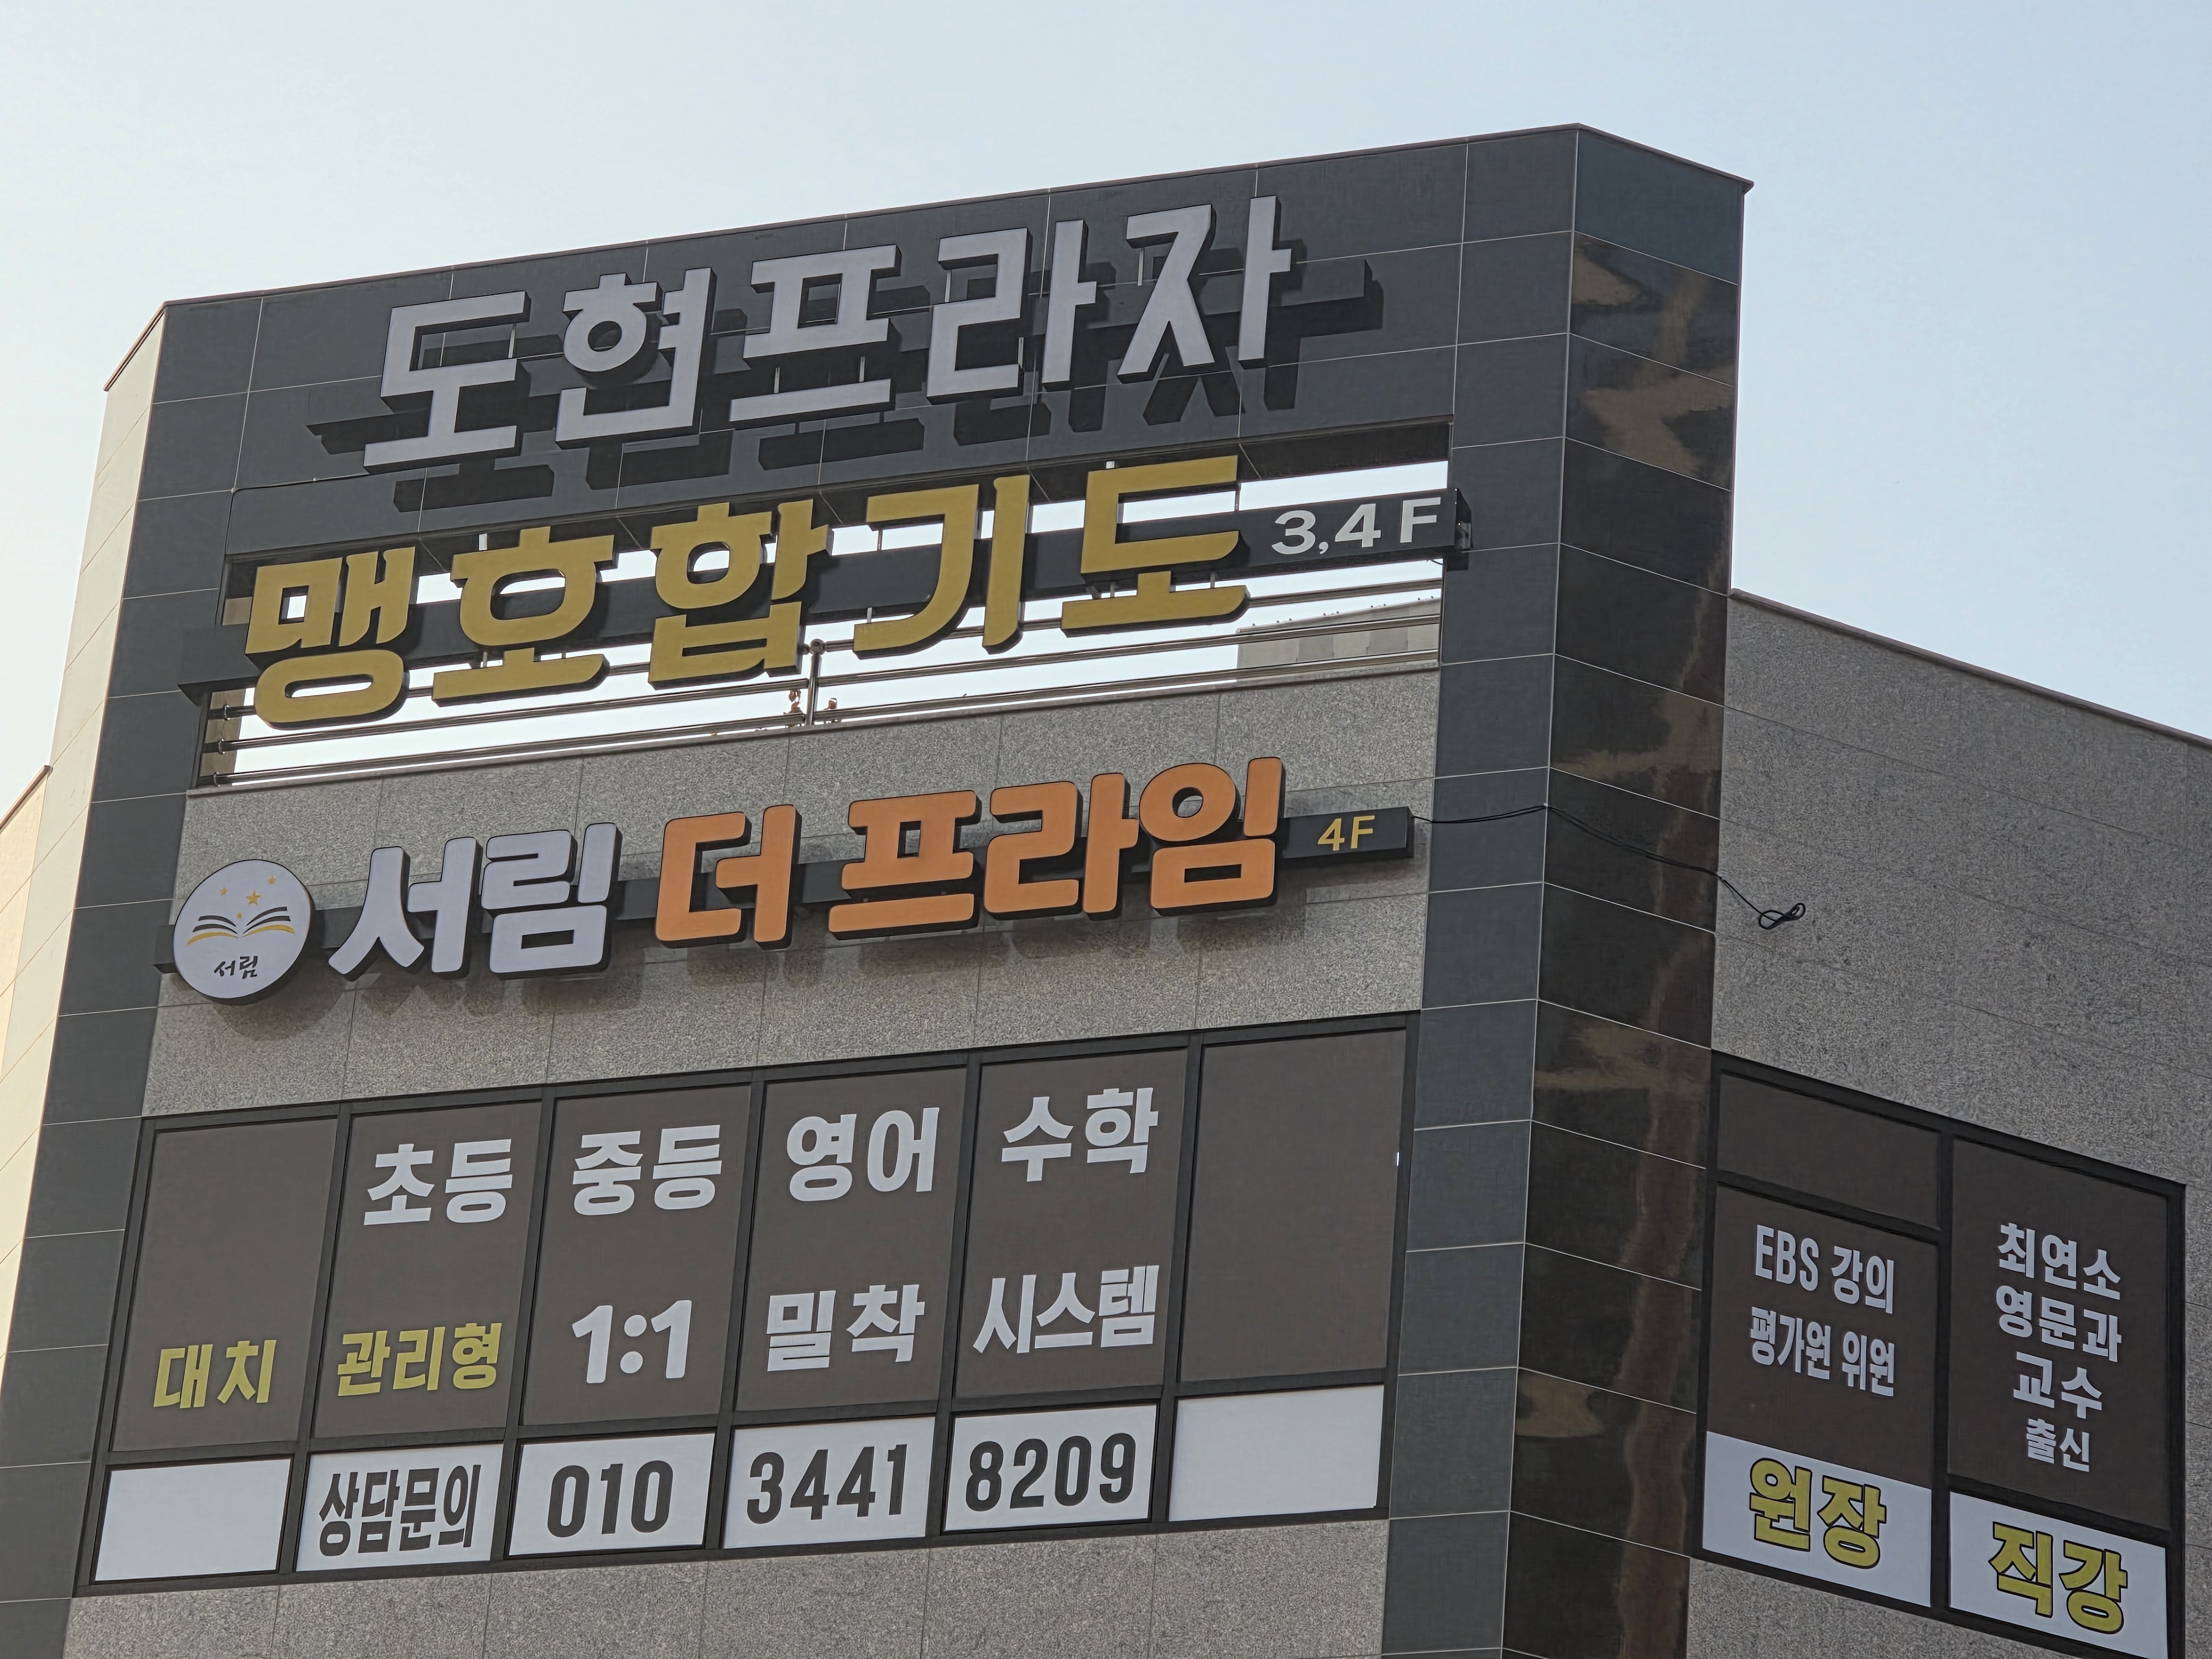 도현프라자
맹호합기도 3,4 F
서림
서림 더 프라임 4F
초등 중등 영어 수학
대치 관리형 1:1 밀착 시스템
상담문의 010 3441 8209
EBS 강의
평가원 위원
원장
최연소
영문과
교수
출신
직강